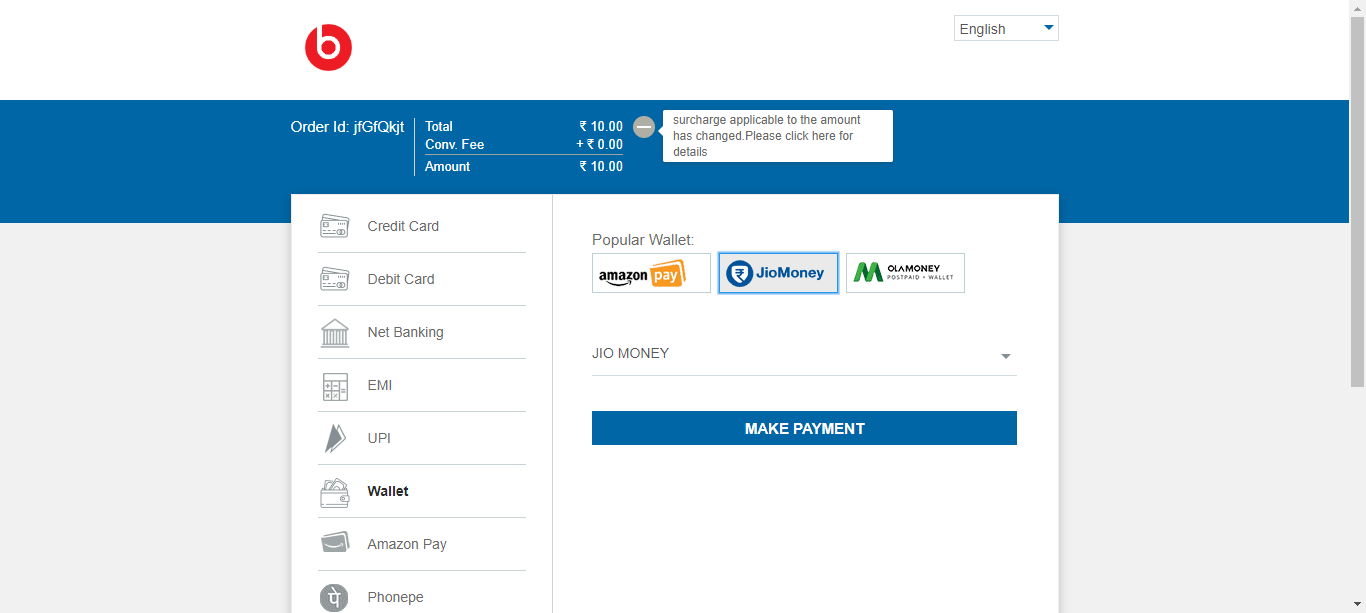 b
English
Order Id: jfGfQkjt
Total ₹ 10.00
Conv. Fee + ₹ 0.00
Amount ₹ 10.00
surcharge applicable to the amount
has changed.Please click here for
details
Credit Card
Debit Card
Net Banking
EMI
UPI
Wallet
Amazon Pay
पे Phonepe
Popular Wallet:
amazon pay
₹ JioMoney
OLAMONEY
POSTPAID + WALLET
JIO MONEY
MAKE PAYMENT